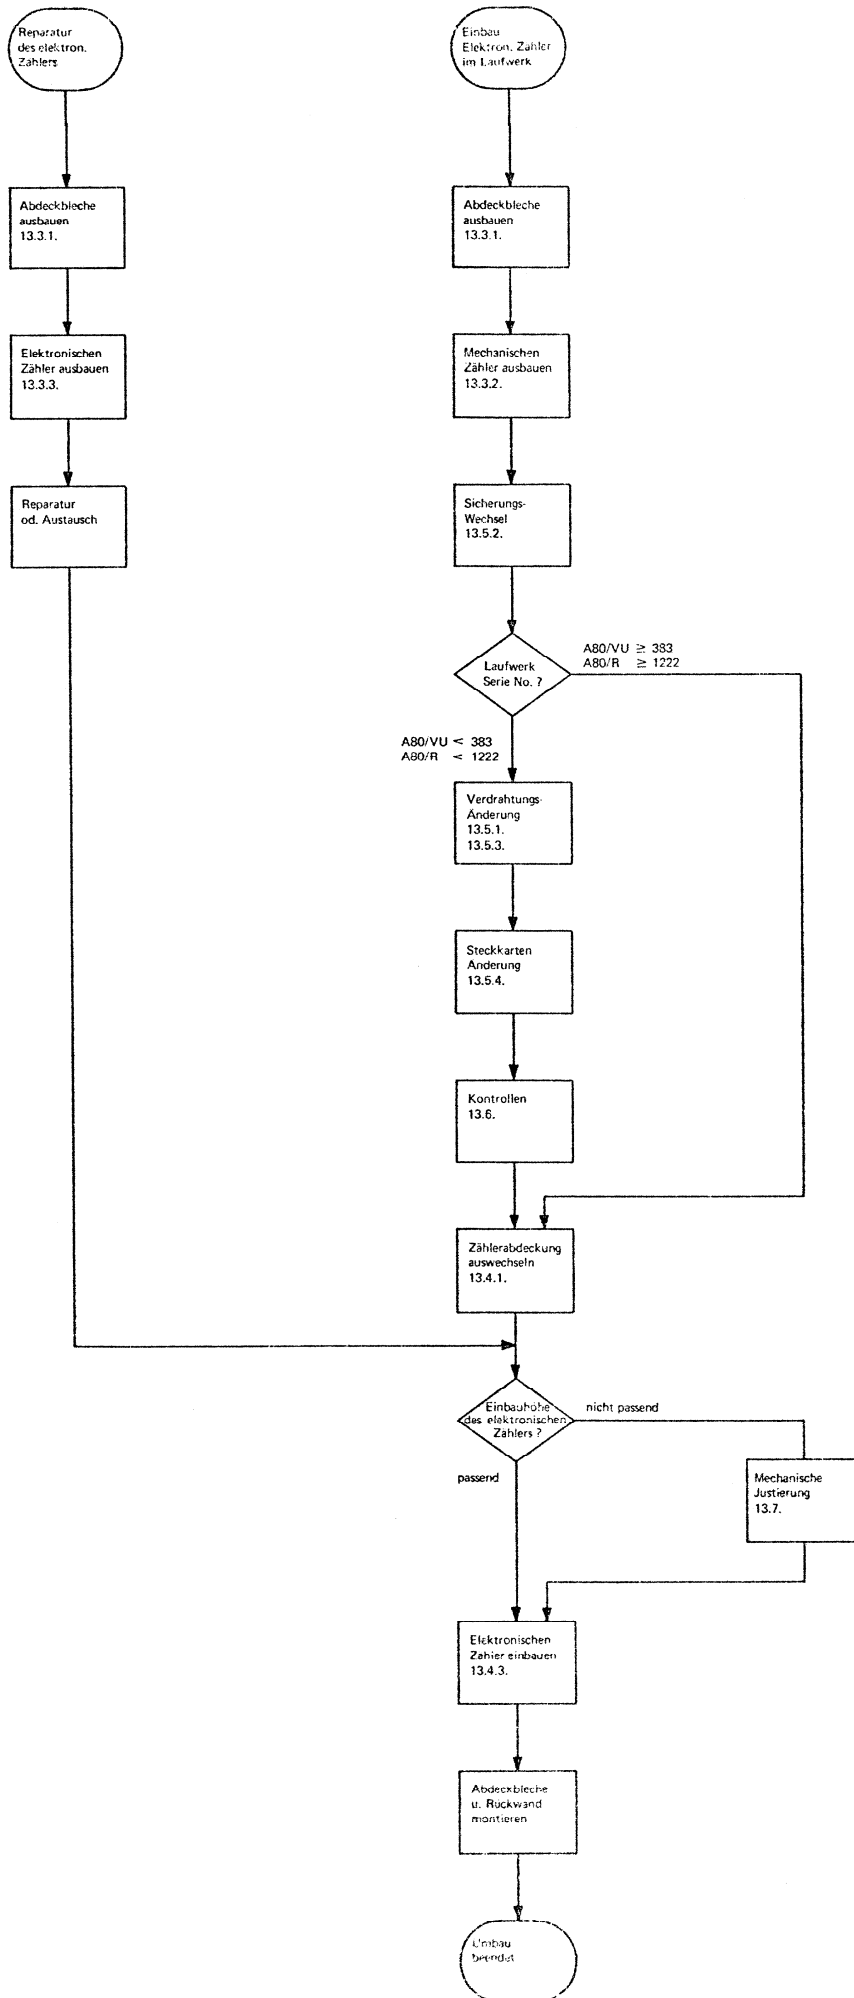 Reparatur
des elektron.
Zählers
Abdeckbleche
ausbauen
13.3.1.
Elektronischen
Zähler ausbauen
13.3.3.
Reparatur
od. Austausch
Einbau
Elektron. Zähler
im Laufwerk
Abdeckbleche
ausbauen
13.3.1.
Mechanischen
Zähler ausbauen
13.3.2.
Sicherungs-
Wechsel
13.5.2.
Laufwerk
Serie No. ?
A80/VU ≥ 383
A80/R ≥ 1222
A80/VU < 383
A80/R < 1222
Verdrahtungs-
Änderung
13.5.1.
13.5.3.
Steckkarten
Änderung
13.5.4.
Kontrollen
13.6.
Zählerabdeckung
auswechseln
13.4.1.
Einbauhöhe
des elektronischen
Zählers ?
nicht passend
passend
Mechanische
Justierung
13.7.
Elektronischen
Zähler einbauen
13.4.3.
Abdeckbleche
u. Rückwand
montieren
Umbau
beendet